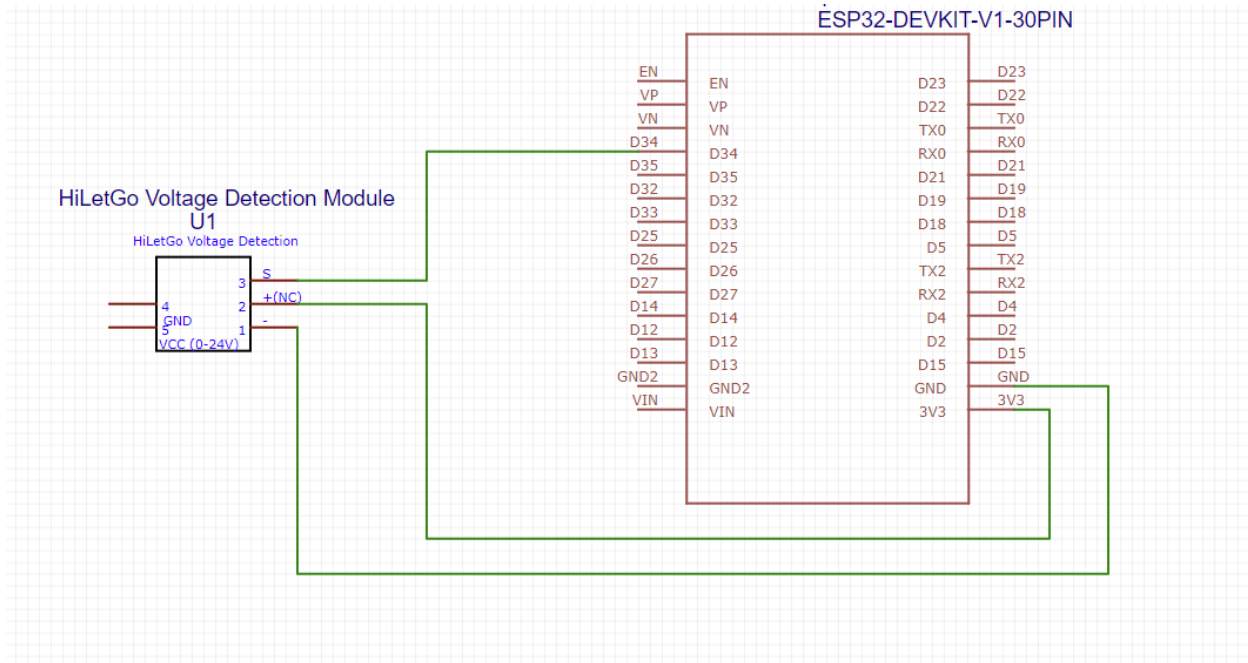 ESP32-DEVKIT-V1-30PIN
HiLetGo Voltage Detection Module
U1
HiLetGo Voltage Detection
3 S
2 +(NC)
1 -
4
GND
5
VCC (0-24V)
EN EN D23 D23
VP VP D22 D22
VN VN TX0 TX0
D34 D34 RX0 RX0
D35 D35 D21 D21
D32 D32 D19 D19
D33 D33 D18 D18
D25 D25 D5 D5
D26 D26 TX2 TX2
D27 D27 RX2 RX2
D14 D14 D4 D4
D12 D12 D2 D2
D13 D13 D15 D15
GND2 GND2 GND GND
VIN VIN 3V3 3V3